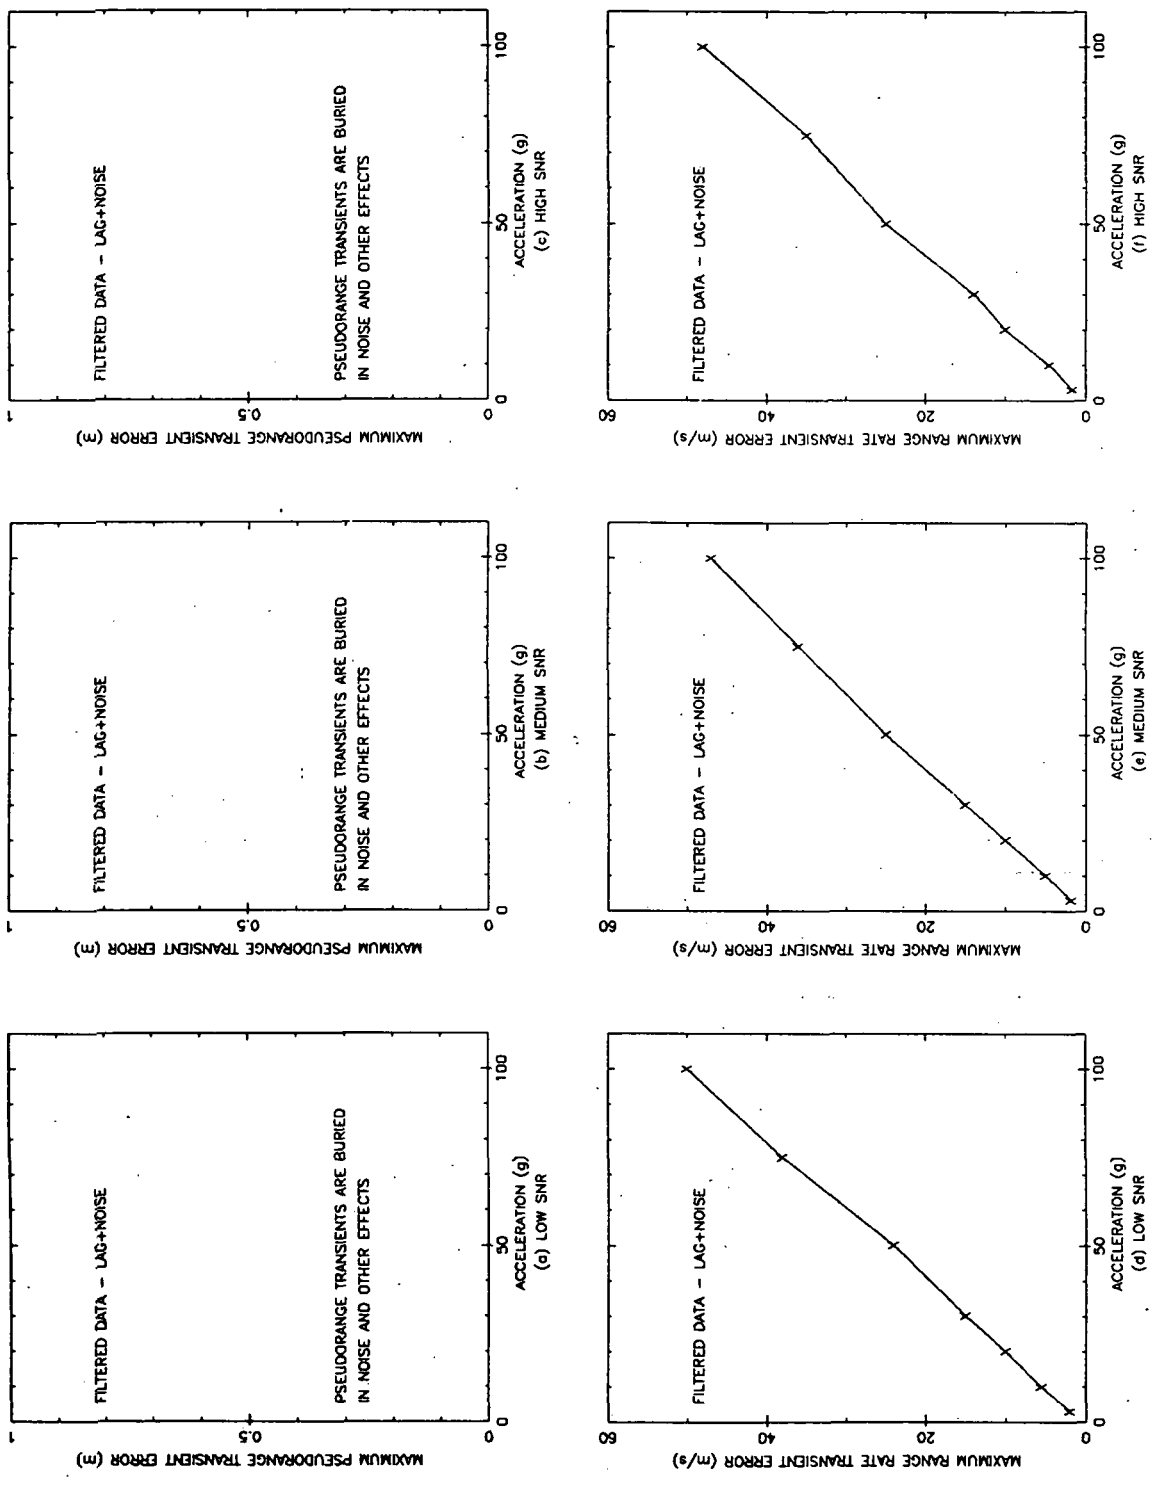 MAXIMUM PSEUDORANGE TRANSIENT ERROR (m)
1
0.5
0
FILTERED DATA – LAG+NOISE
PSEUDORANGE TRANSIENTS ARE BURIED
IN NOISE AND OTHER EFFECTS
0
50
100
ACCELERATION (g)
(a) LOW SNR
MAXIMUM PSEUDORANGE TRANSIENT ERROR (m)
1
0.5
0
FILTERED DATA – LAG+NOISE
PSEUDORANGE TRANSIENTS ARE BURIED
IN NOISE AND OTHER EFFECTS
0
50
100
ACCELERATION (g)
(b) MEDIUM SNR
MAXIMUM PSEUDORANGE TRANSIENT ERROR (m)
1
0.5
0
FILTERED DATA – LAG+NOISE
PSEUDORANGE TRANSIENTS ARE BURIED
IN NOISE AND OTHER EFFECTS
0
50
100
ACCELERATION (g)
(c) HIGH SNR
MAXIMUM RANGE RATE TRANSIENT ERROR (m/s)
60
40
20
0
FILTERED DATA – LAG+NOISE
0
50
100
ACCELERATION (g)
(d) LOW SNR
MAXIMUM RANGE RATE TRANSIENT ERROR (m/s)
60
40
20
0
FILTERED DATA – LAG+NOISE
0
50
100
ACCELERATION (g)
(e) MEDIUM SNR
MAXIMUM RANGE RATE TRANSIENT ERROR (m/s)
60
40
20
0
FILTERED DATA – LAG+NOISE
0
50
100
ACCELERATION (g)
(f) HIGH SNR